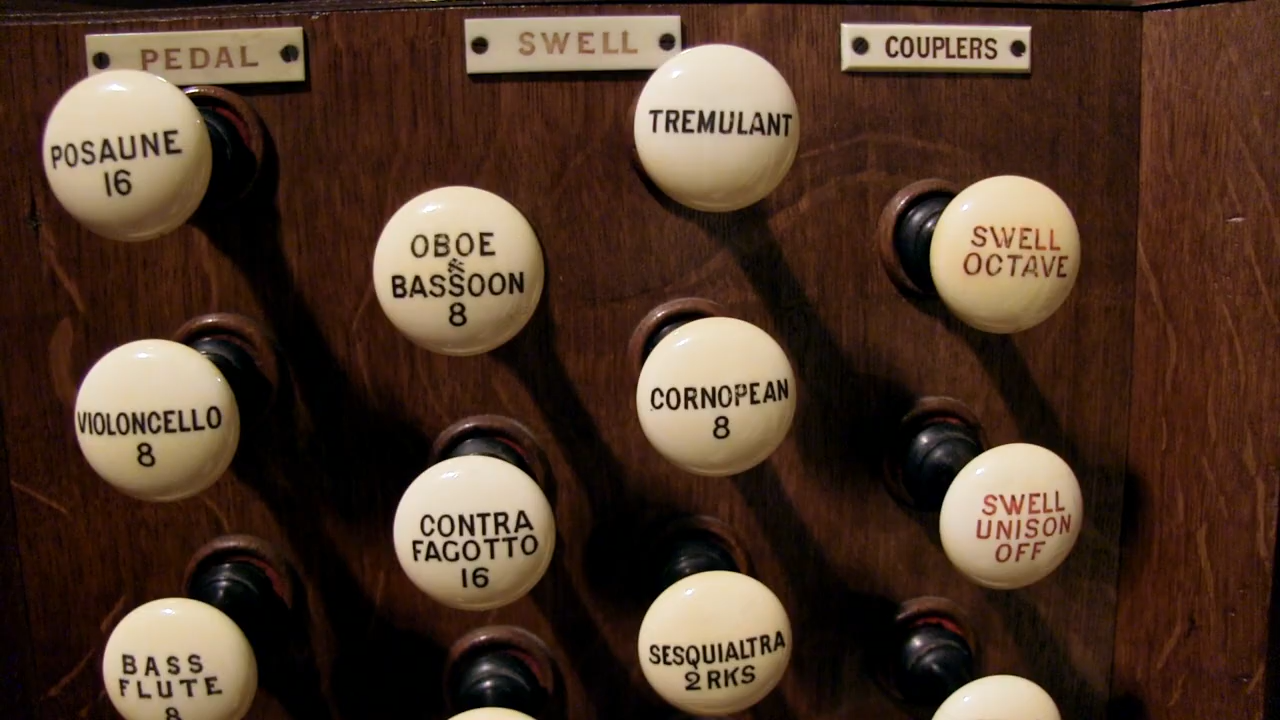 PEDAL
SWELL
COUPLERS
POSAUNE
16
TREMULANT
OBOE
&
BASSOON
8
SWELL
OCTAVE
VIOLONCELLO
8
CORNOPEAN
8
CONTRA
FAGOTTO
16
SWELL
UNISON
OFF
BASS
FLUTE
8
SESQUIALTRA
2 RKS